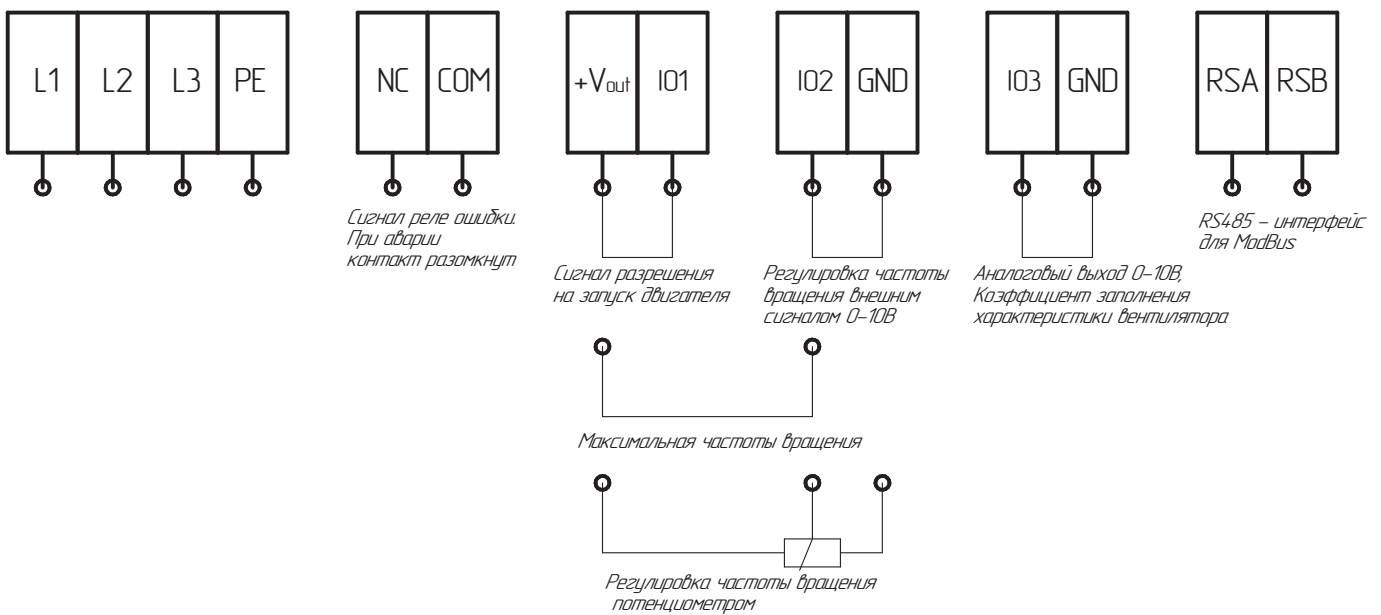 L1 L2 L3 PE NC COM +Vout IO1 IO2 GND IO3 GND RSA RSB
Сигнал реле ошибки.
При аварии
контакт разомкнут
Сигнал разрешения
на запуск двигателя
Регулировка частоты
вращения внешним
сигналом 0-10В
Аналоговый выход 0-10В,
Коэффициент заполнения
характеристики вентилятора
RS485 – интерфейс
для ModBus
Максимальная частоты вращения
Регулировка частоты вращения
потенциометром